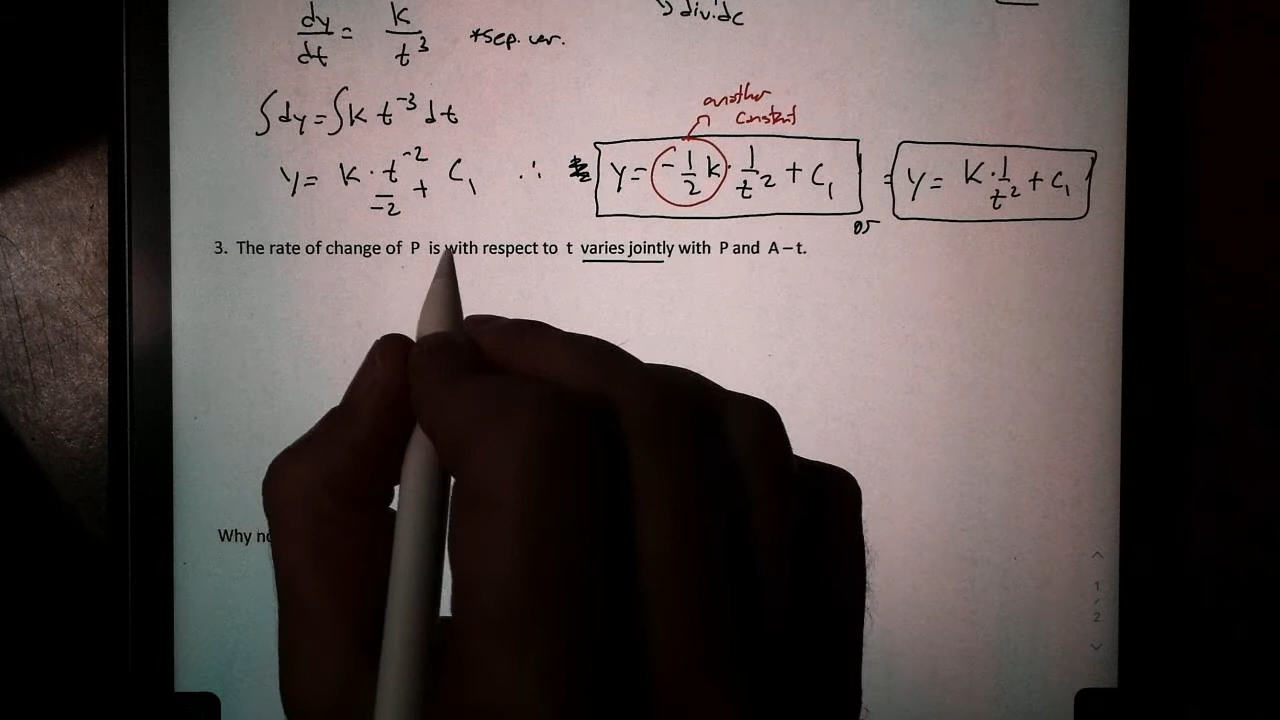 dy/dt = k/t³ *sep. var.
↳ divide
∫dy = ∫k t⁻³ dt
another constant
y = k · t⁻²/−2 + C₁ ∴ y = −1/2 k · 1/t² + C₁ or = y = K · 1/t² + C₁
3. The rate of change of P is with respect to t varies jointly with P and A – t.
Why
1
/
2